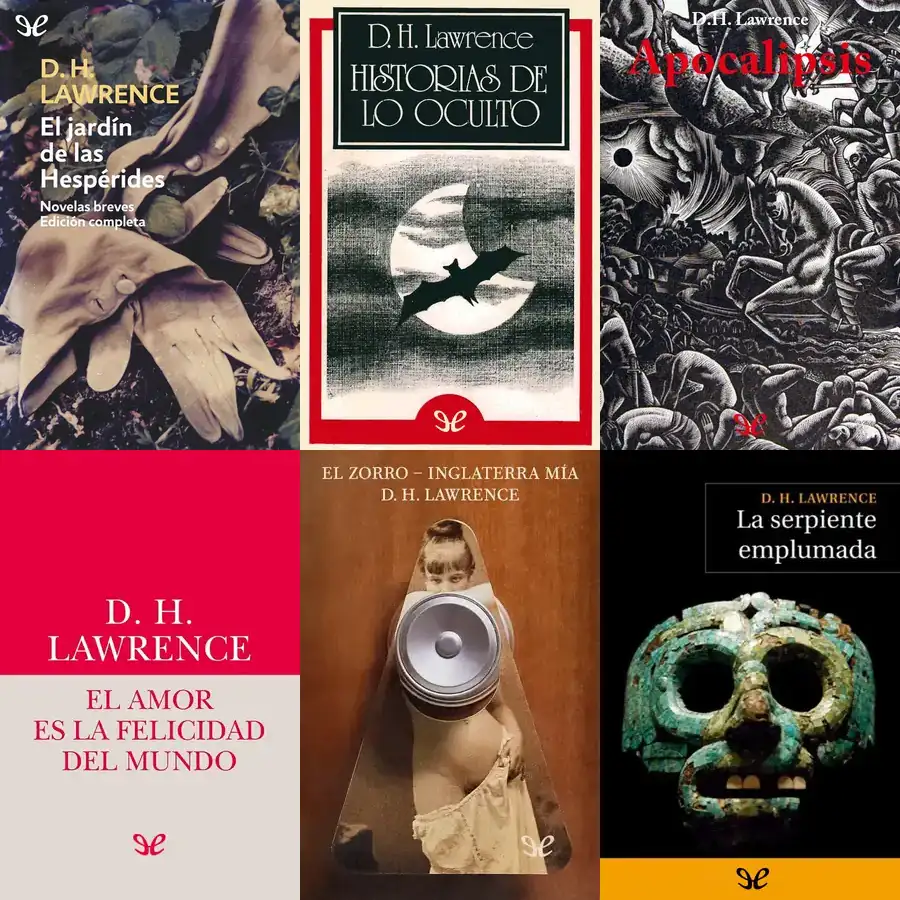 D. H.
LAWRENCE
El jardín
de las
Hespérides
Novelas breves
Edición completa
D. H. Lawrence
HISTORIAS DE
LO OCULTO
D.H. Lawrence
Apocalipsis
D. H.
LAWRENCE
EL AMOR
ES LA FELICIDAD
DEL MUNDO
EL ZORRO – INGLATERRA MÍA
D. H. LAWRENCE
D. H. LAWRENCE
La serpiente
emplumada